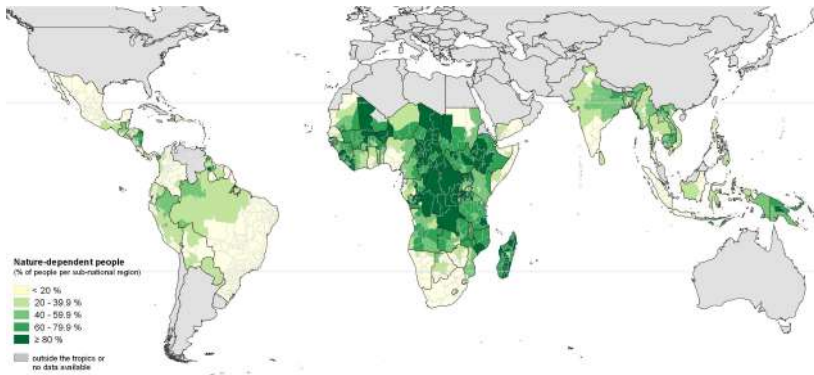 Nature-dependent people
(% of people per sub-national region)
< 20 %
20 - 39.9 %
40 - 59.9 %
60 - 79.9 %
≥ 80 %
outside the tropics or
no data available